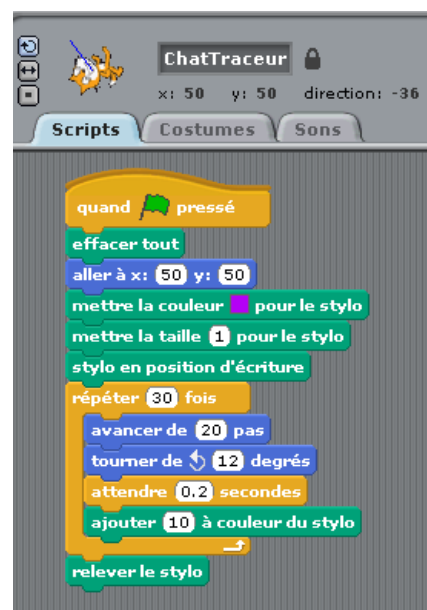 ChatTraceur
x: 50 y: 50 direction: -36
Scripts Costumes Sons
quand pressé
effacer tout
aller à x: 50 y: 50
mettre la couleur pour le stylo
mettre la taille 1 pour le stylo
stylo en position d'écriture
répéter 30 fois
avancer de 20 pas
tourner de 12 degrés
attendre 0.2 secondes
ajouter 10 à couleur du stylo
relever le stylo